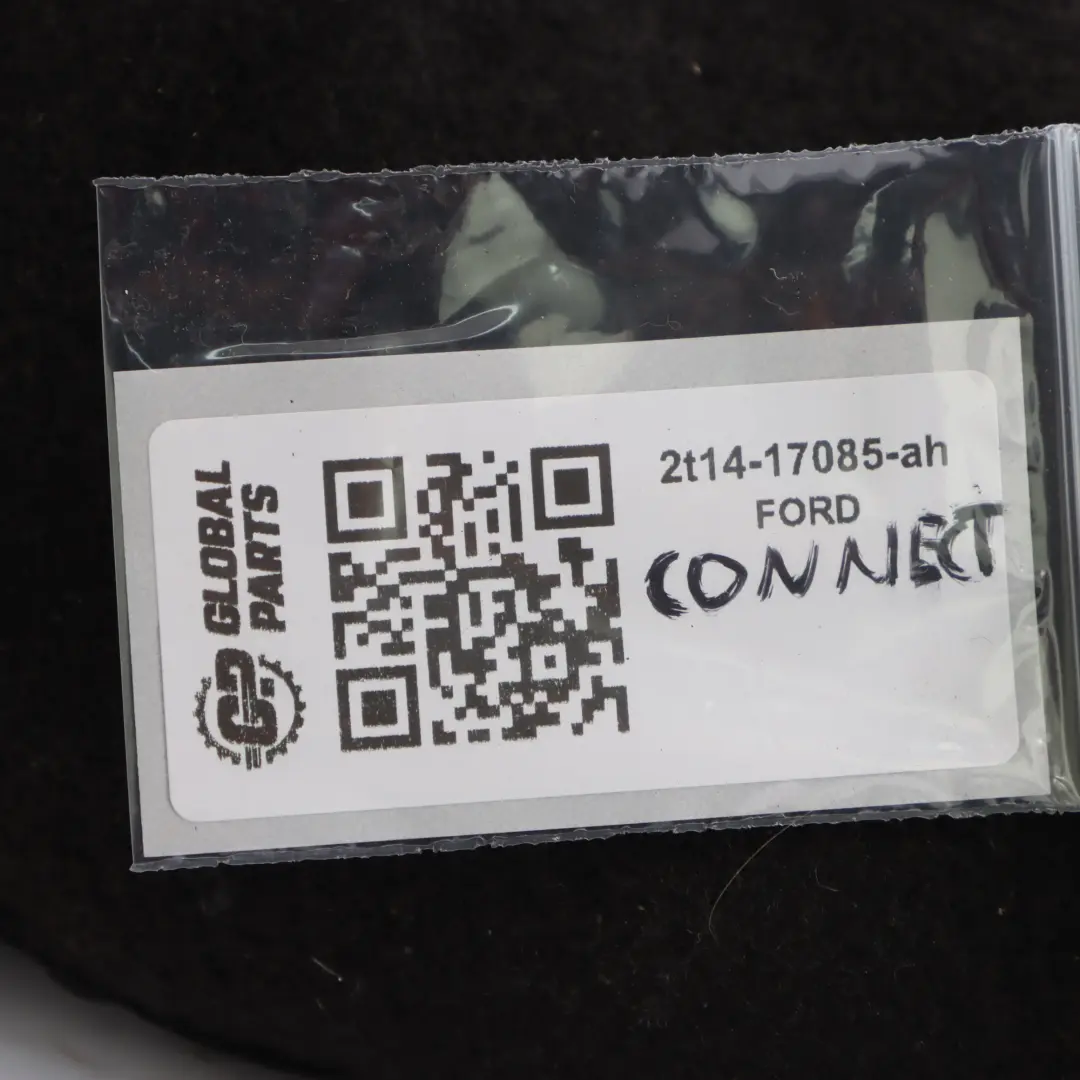 GLOBAL
PARTS
2t14-17085-ah
FORD
CONNECT